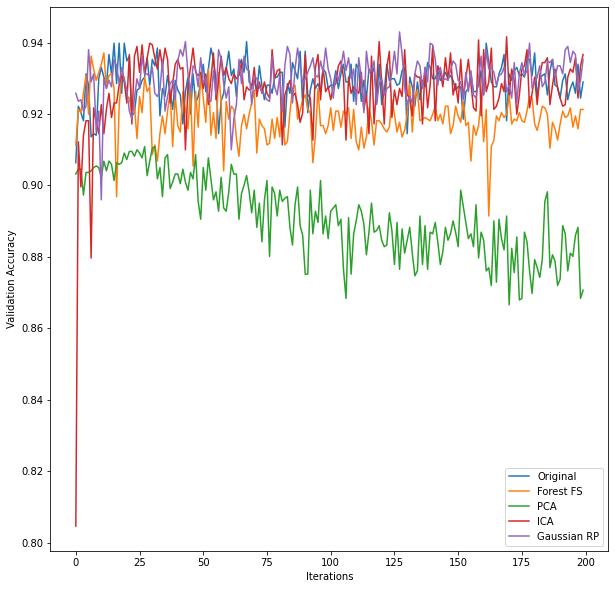 0.94
0.92
0.90
0.88
0.86
0.84
0.82
0.80
Validation Accuracy
0 25 50 75 100 125 150 175 200
Iterations
Original
Forest FS
PCA
ICA
Gaussian RP